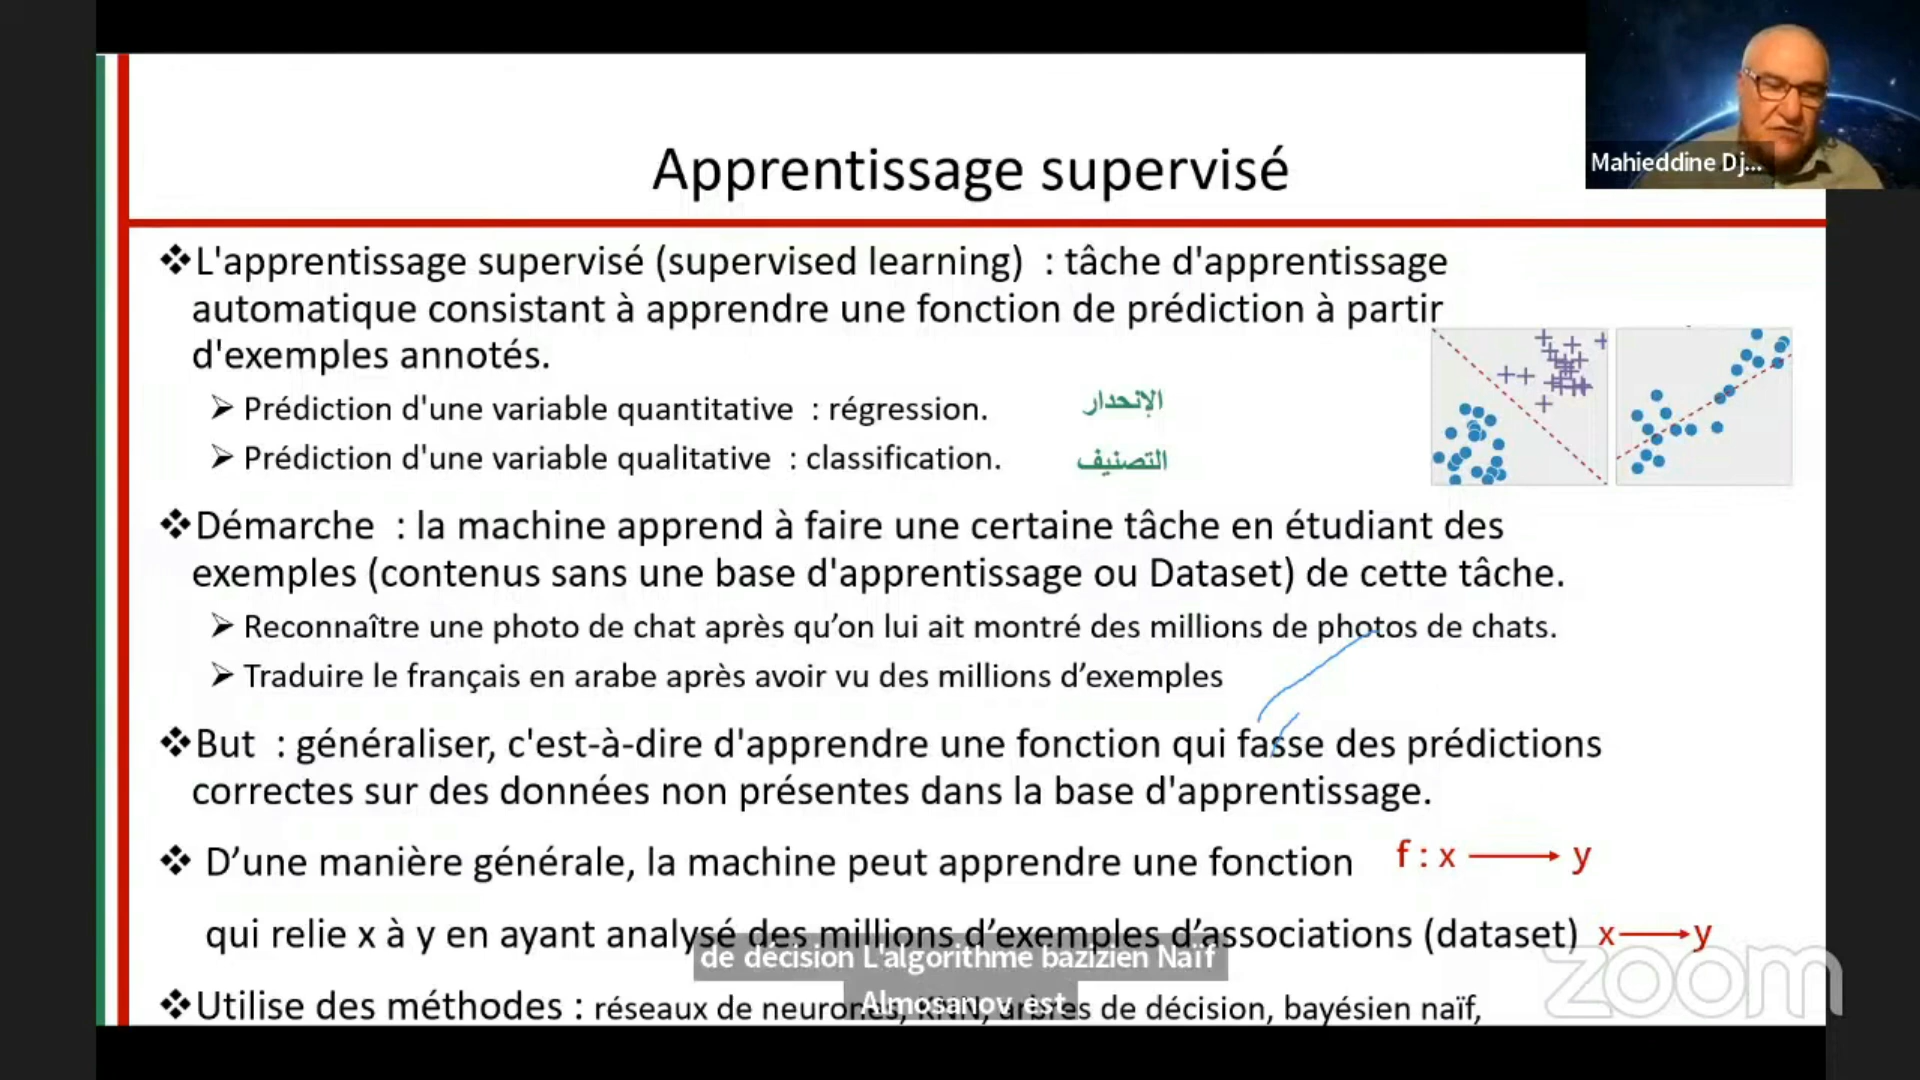 Mahieddine Dj...
Apprentissage supervisé
❖L'apprentissage supervisé (supervised learning) : tâche d'apprentissage
automatique consistant à apprendre une fonction de prédiction à partir
d'exemples annotés.
➢ Prédiction d'une variable quantitative : régression. الإنحدار
➢ Prédiction d'une variable qualitative : classification. التصنيف
❖Démarche : la machine apprend à faire une certaine tâche en étudiant des
exemples (contenus sans une base d'apprentissage ou Dataset) de cette tâche.
➢ Reconnaître une photo de chat après qu’on lui ait montré des millions de photos de chats.
➢ Traduire le français en arabe après avoir vu des millions d’exemples
❖But : généraliser, c'est-à-dire d'apprendre une fonction qui fasse des prédictions
correctes sur des données non présentes dans la base d'apprentissage.
❖ D’une manière générale, la machine peut apprendre une fonction f : x ⟶ y
qui relie x à y en ayant analysé des millions d’exemples d’associations (dataset) x⟶y
de décision L'algorithme bazizien Naïf
Almosanov est
❖Utilise des méthodes : réseaux de neurones, KNN, arbres de décision, bayésien naïf,
zoom